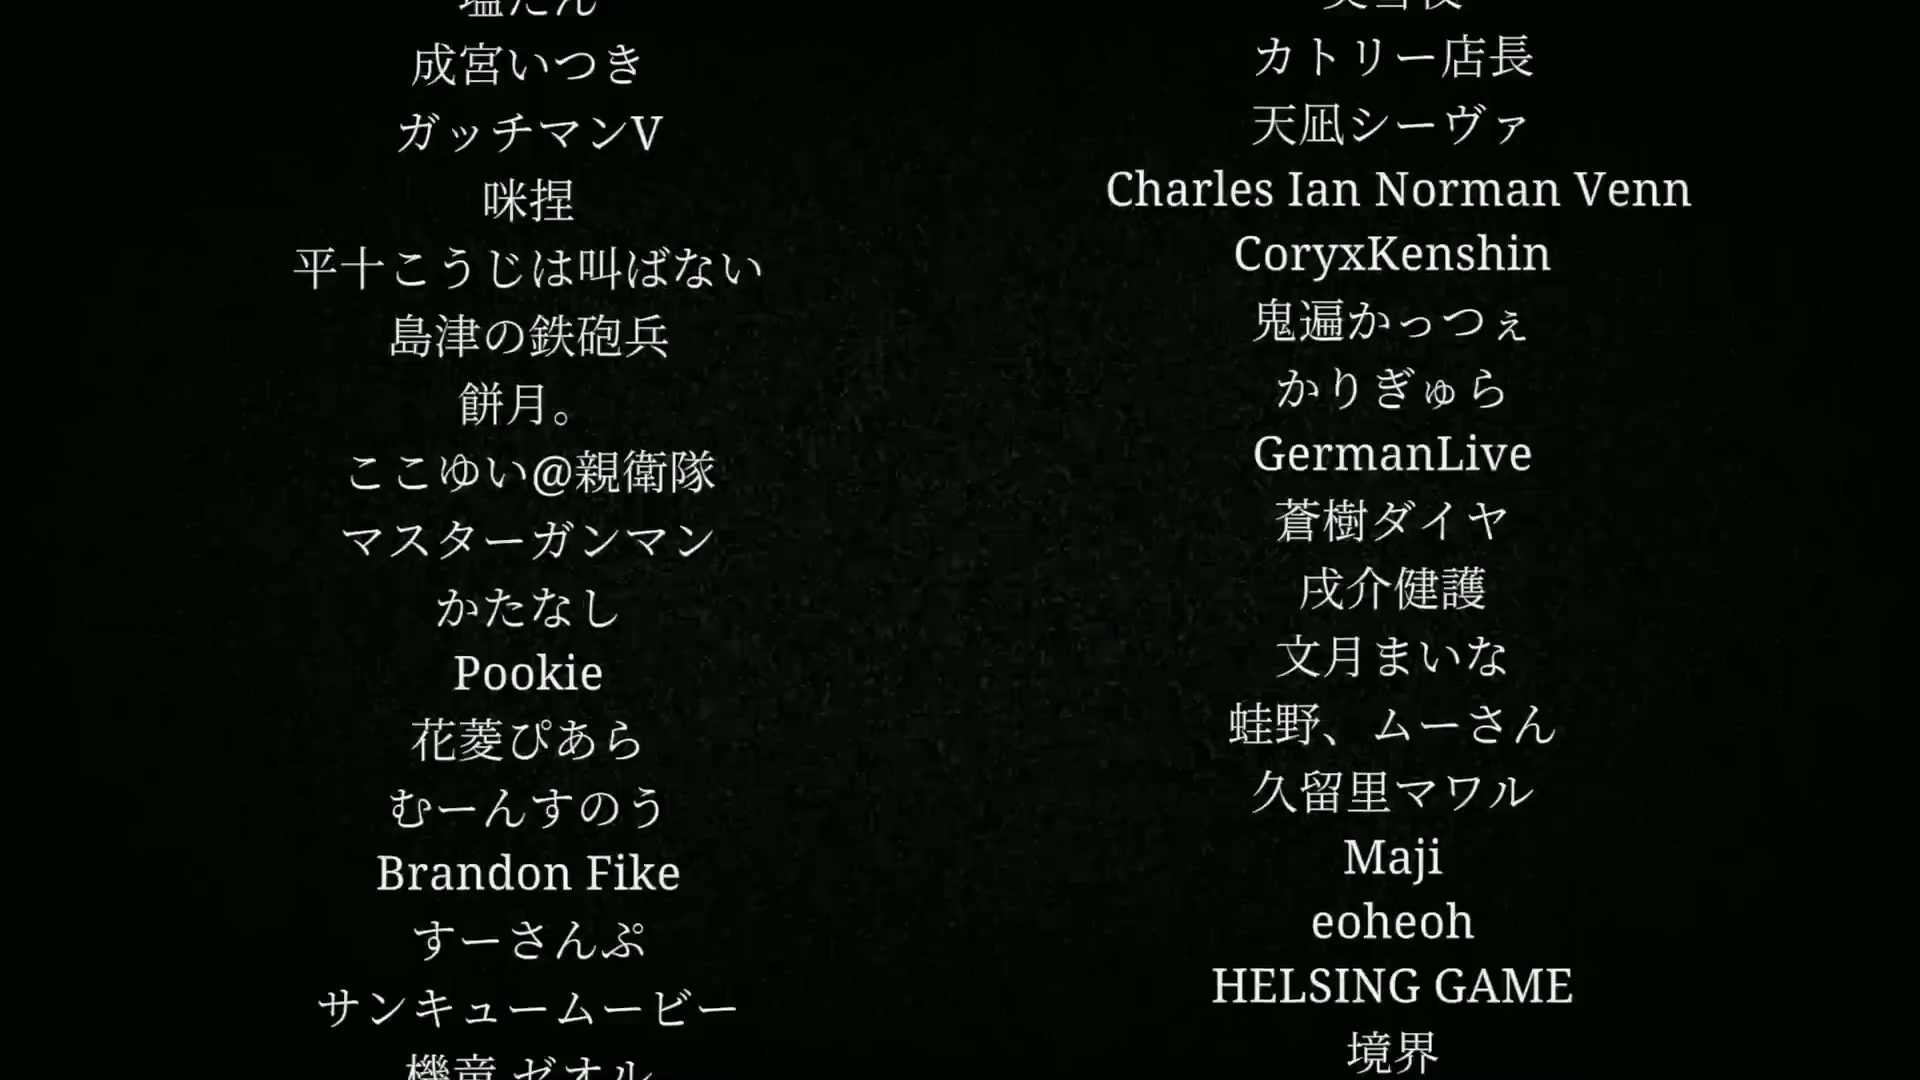 成宮いつき
ガッチマンV
咪捏
平十こうじは叫ばない
島津の鉄砲兵
餅月。
ここゆい@親衛隊
マスターガンマン
かたなし
Pookie
花菱ぴあら
むーんすのう
Brandon Fike
すーさんぷ
サンキュームービー
機竜 ゼオル
カトリー店長
天凪シーヴァ
Charles Ian Norman Venn
CoryxKenshin
鬼遍かっつぇ
かりぎゅら
GermanLive
蒼樹ダイヤ
戌介健護
文月まいな
蛙野、ムーさん
久留里マワル
Maji
eoheoh
HELSING GAME
境界